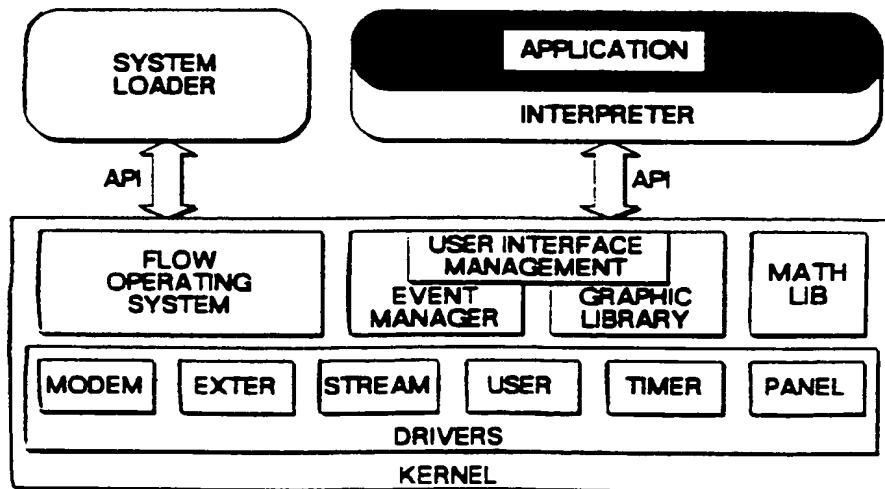 SYSTEM
LOADER
APPLICATION
INTERPRETER
API
API
FLOW
OPERATING
SYSTEM
USER INTERFACE
MANAGEMENT
EVENT
MANAGER
GRAPHIC
LIBRARY
MATH
LIB
MODEM
EXTER
STREAM
USER
TIMER
PANEL
DRIVERS
KERNEL